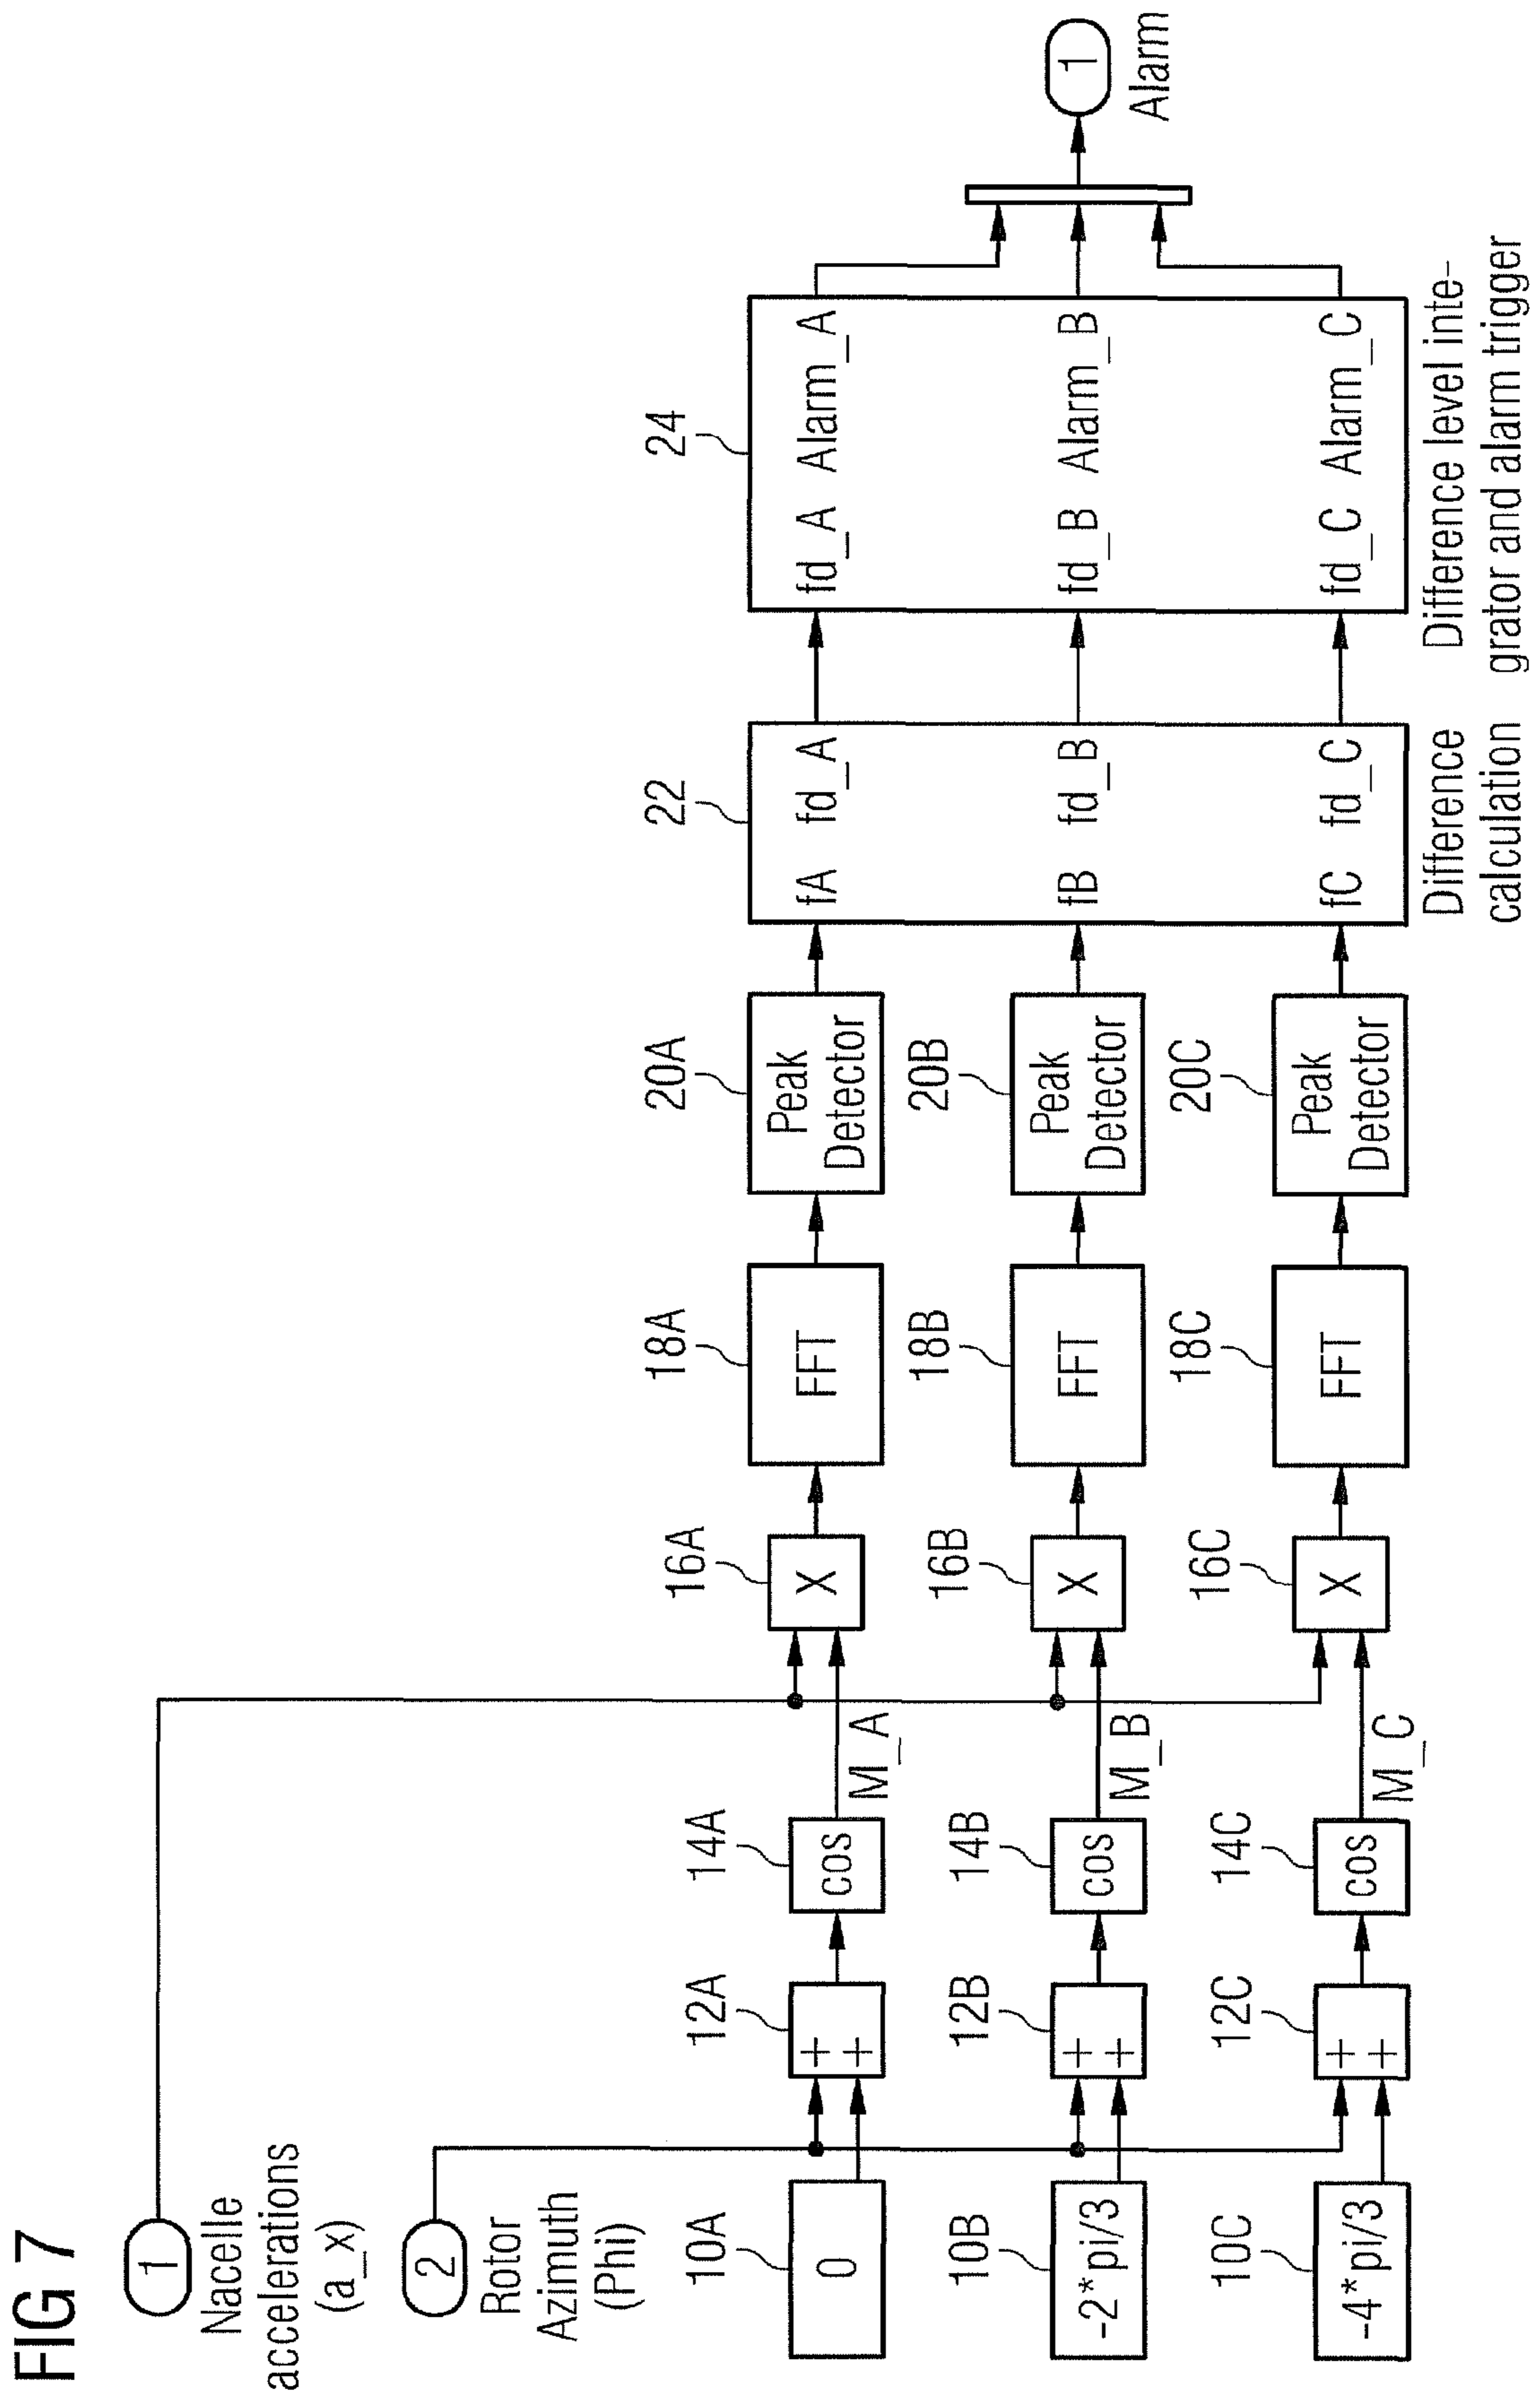 FIG 7
1
Nacelle
accelerations
(a_x)
2
Rotor
Azimuth
(Phi)
10A
0
12A
+
+
14A
cos
M_A
16A
X
18A
FFT
20A
Peak
Detector
10B
-2*pi/3
12B
+
+
14B
cos
M_B
16B
X
18B
FFT
20B
Peak
Detector
10C
-4*pi/3
12C
+
+
14C
cos
M_C
16C
X
18C
FFT
20C
Peak
Detector
22
fA fd_A
fB fd_B
fC fd_C
Difference
calculation
24
fd_A Alarm_A
fd_B Alarm_B
fd_C Alarm_C
Difference level inte-
grator and alarm trigger
1
Alarm